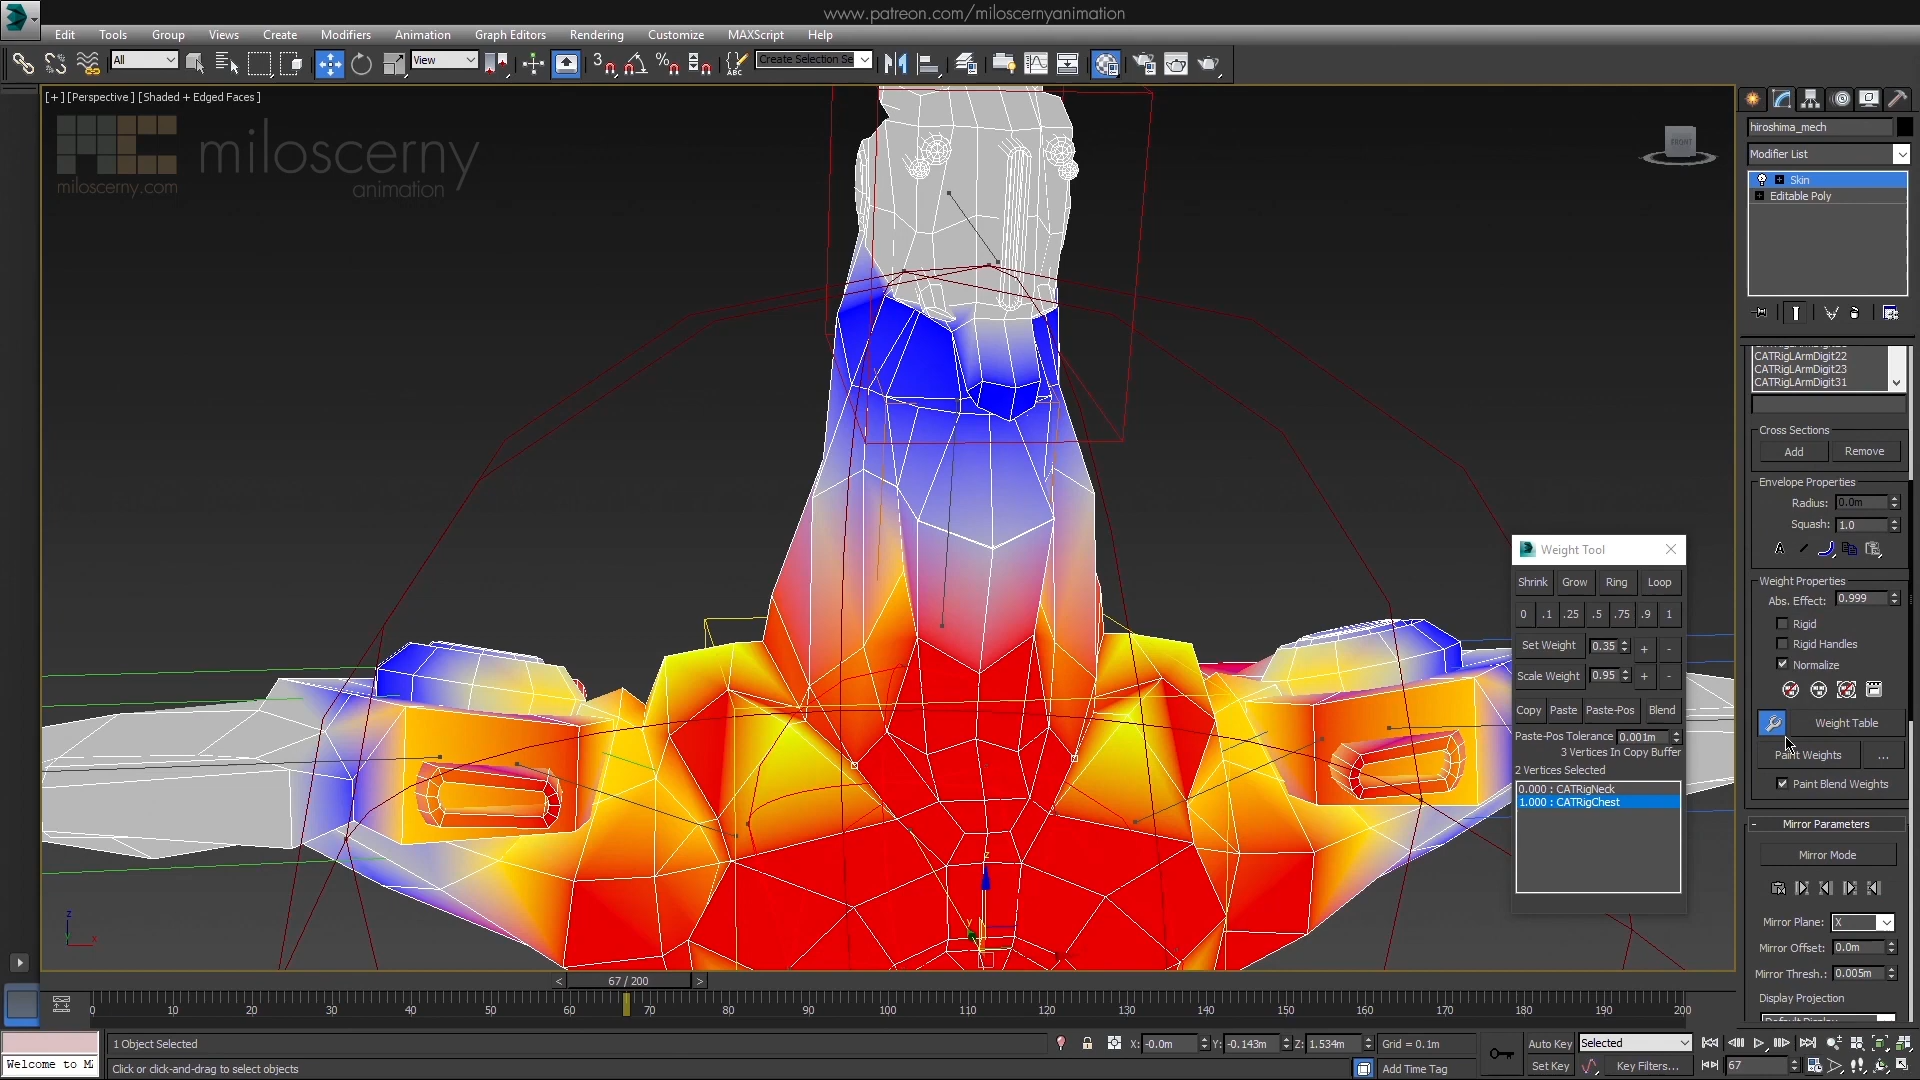 www.patreon.com/miloscernyanimation
Edit Tools Group Views Create Modifiers Animation Graph Editors Rendering Customize MAXScript Help
All View Create Selection Se
[+] [Perspective ] [Shaded + Edged Faces ]
miloscerny
animation
miloscerny.com
FRONT
hiroshima_mech
Modifier List
Skin
Editable Poly
CATRigLArmDigit22
CATRigLArmDigit23
CATRigLArmDigit31
Cross Sections
Add Remove
Envelope Properties
Radius: 0.0m
Squash: 1.0
Weight Properties
Abs. Effect: 0.999
Rigid
Rigid Handles
Normalize
Weight Table
Paint Weights ...
Paint Blend Weights
- Mirror Parameters
Mirror Mode
Mirror Plane: X
Mirror Offset: 0.0m
Mirror Thresh.: 0.005m
Display Projection
Default Display
Weight Tool
Shrink Grow Ring Loop
0 .1 .25 .5 .75 .9 1
Set Weight 0.35 + -
Scale Weight 0.95 + -
Copy Paste Paste-Pos Blend
Paste-Pos Tolerance 0.001m
3 Vertices In Copy Buffer
2 Vertices Selected
0.000 : CATRigNeck
1.000 : CATRigChest
z
x
z
y
< 67 / 200 >
0 10 20 30 40 50 60 70 80 90 100 110 120 130 140 150 160 170 180 190 200
1 Object Selected
X: -0.0m Y: -0.143m Z: 1.534m Grid = 0.1m
Auto Key Selected
Welcome to M
Click or click-and-drag to select objects
Add Time Tag
Set Key Key Filters... 67